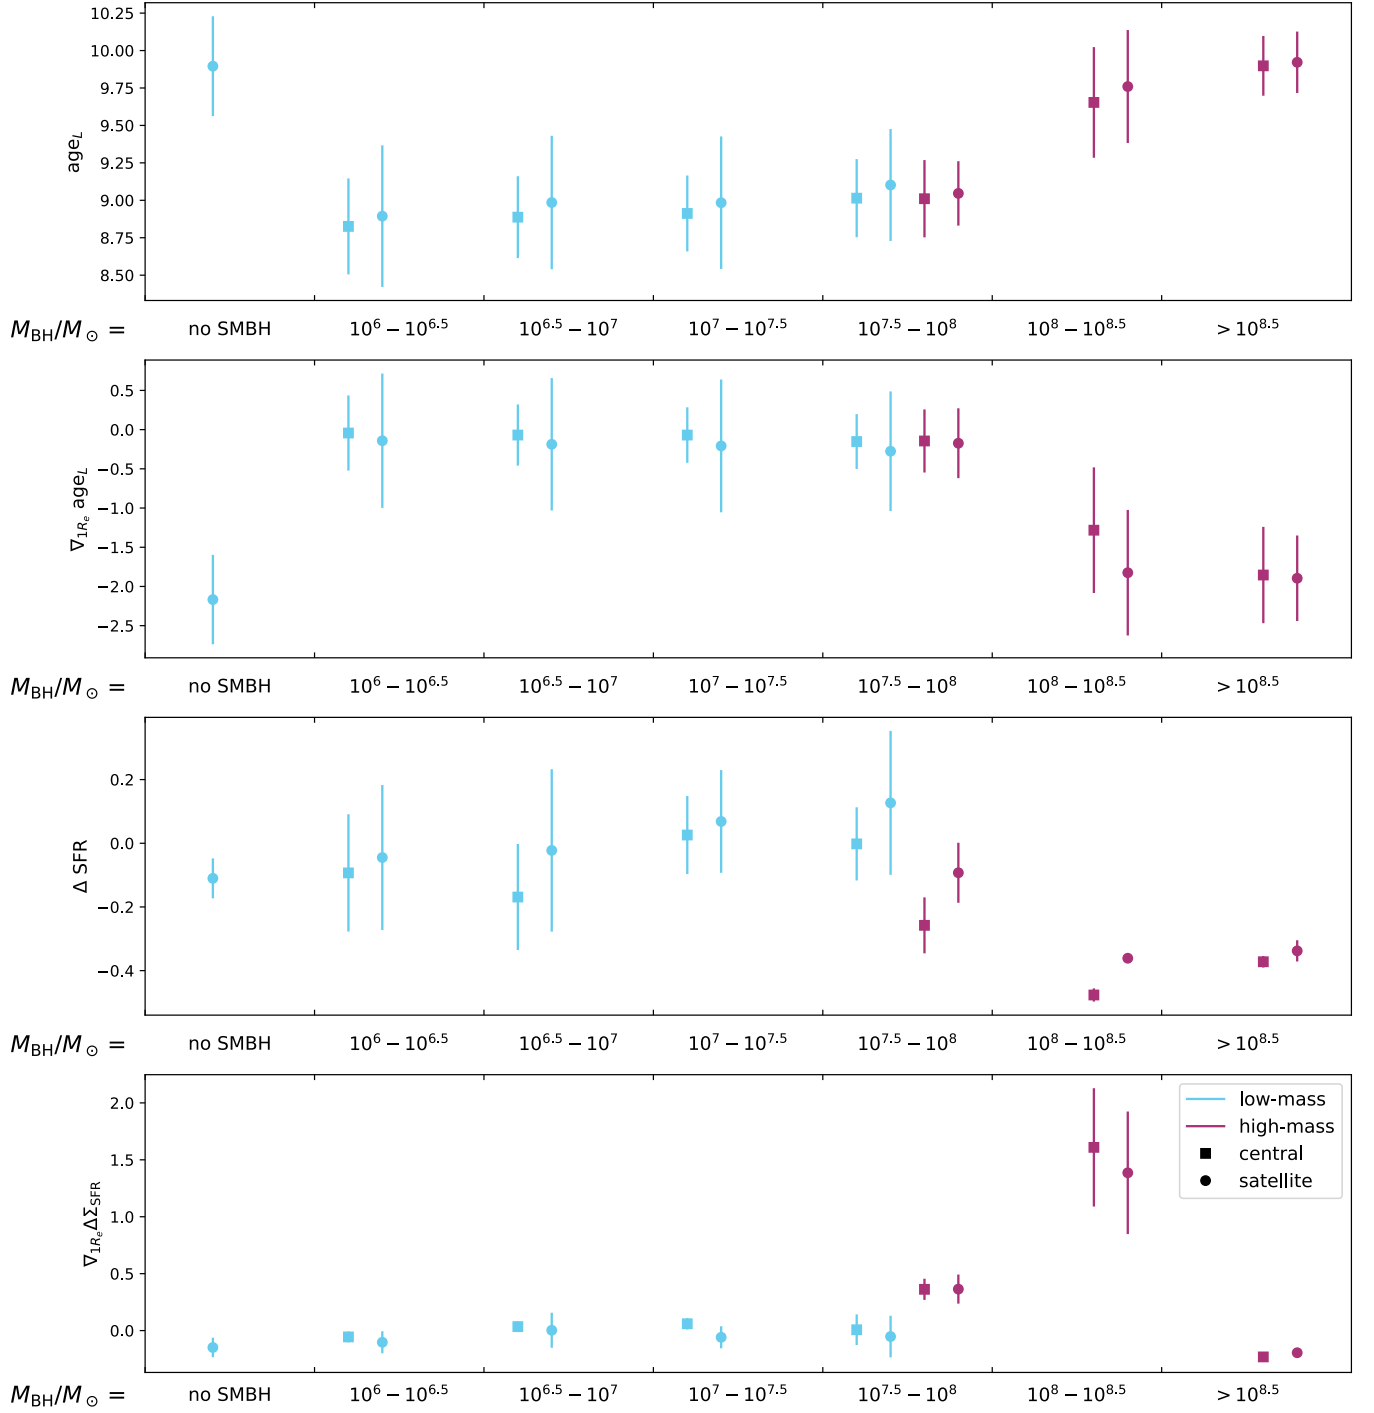 10.25
10.00
9.75
9.50
9.25
9.00
8.75
8.50
age_L
M_BH/M_⊙ = no SMBH 10^6 − 10^6.5 10^6.5 − 10^7 10^7 − 10^7.5 10^7.5 − 10^8 10^8 − 10^8.5 > 10^8.5
0.5
0.0
−0.5
−1.0
−1.5
−2.0
−2.5
∇_1R_e age_L
M_BH/M_⊙ = no SMBH 10^6 − 10^6.5 10^6.5 − 10^7 10^7 − 10^7.5 10^7.5 − 10^8 10^8 − 10^8.5 > 10^8.5
0.2
0.0
−0.2
−0.4
Δ SFR
M_BH/M_⊙ = no SMBH 10^6 − 10^6.5 10^6.5 − 10^7 10^7 − 10^7.5 10^7.5 − 10^8 10^8 − 10^8.5 > 10^8.5
2.0
1.5
1.0
0.5
0.0
∇_1R_e ΔΣ_SFR
low-mass
high-mass
central
satellite
M_BH/M_⊙ = no SMBH 10^6 − 10^6.5 10^6.5 − 10^7 10^7 − 10^7.5 10^7.5 − 10^8 10^8 − 10^8.5 > 10^8.5